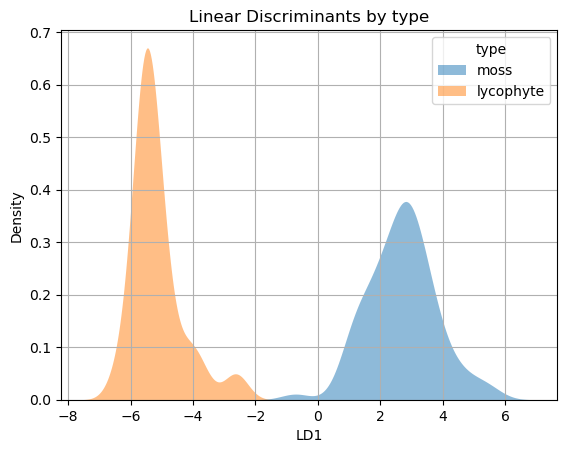 Linear Discriminants by type
type
moss
lycophyte
Density
0.7
0.6
0.5
0.4
0.3
0.2
0.1
0.0
−8 −6 −4 −2 0 2 4 6
LD1